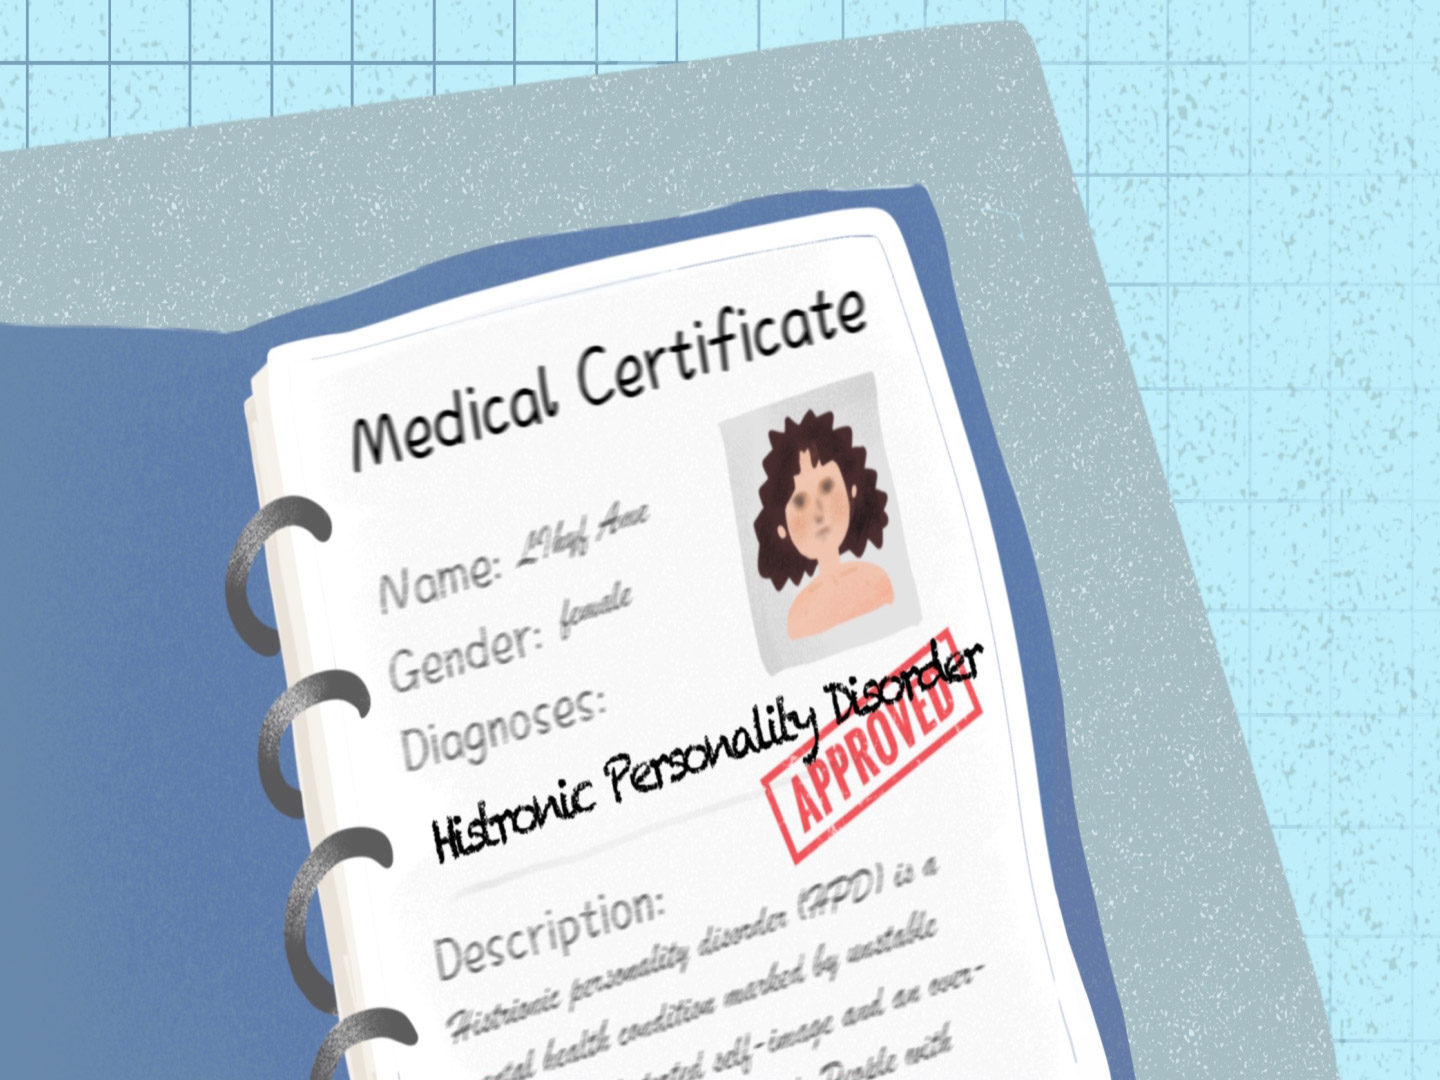 Medical Certificate
Name:
Gender: female
Diagnoses:
Histronic Personality Disorder
APPROVED
Description:
Histrionic personality disorder (HPD) is a
health condition marked by unstable
self-image and an over-
People with